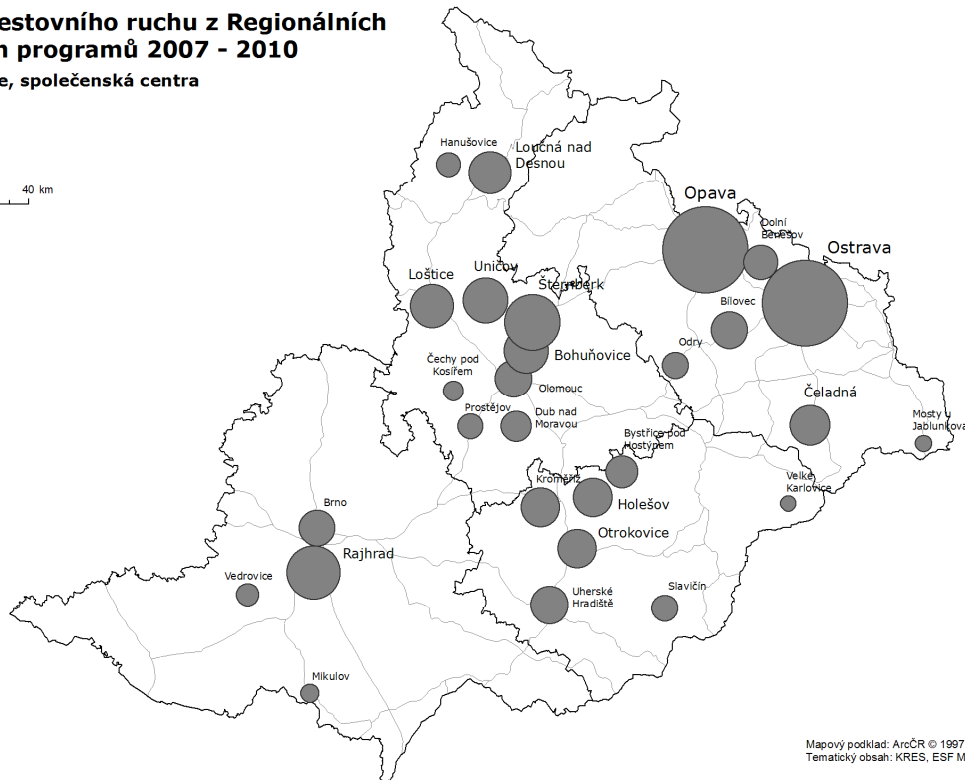 estovního ruchu z Regionálních
n programů 2007 - 2010
e, společenská centra
40 km
Hanušovice
Loučná nad
Desnou
Opava
Dolní
Benešov
Ostrava
Loštice
Uničov
Šternberk
Bílovec
Odry
Bohuňovice
Čechy pod
Kosířem
Olomouc
Čeladná
Prostějov
Dub nad
Moravou
Mosty u
Jablunkova
Bystřice pod
Hostýnem
Kroměříž
Velké
Karlovice
Holešov
Brno
Otrokovice
Rajhrad
Vedrovice
Uherské
Hradiště
Slavičín
Mikulov
Mapový podklad: ArcČR © 1997
Tematický obsah: KRES, ESF M